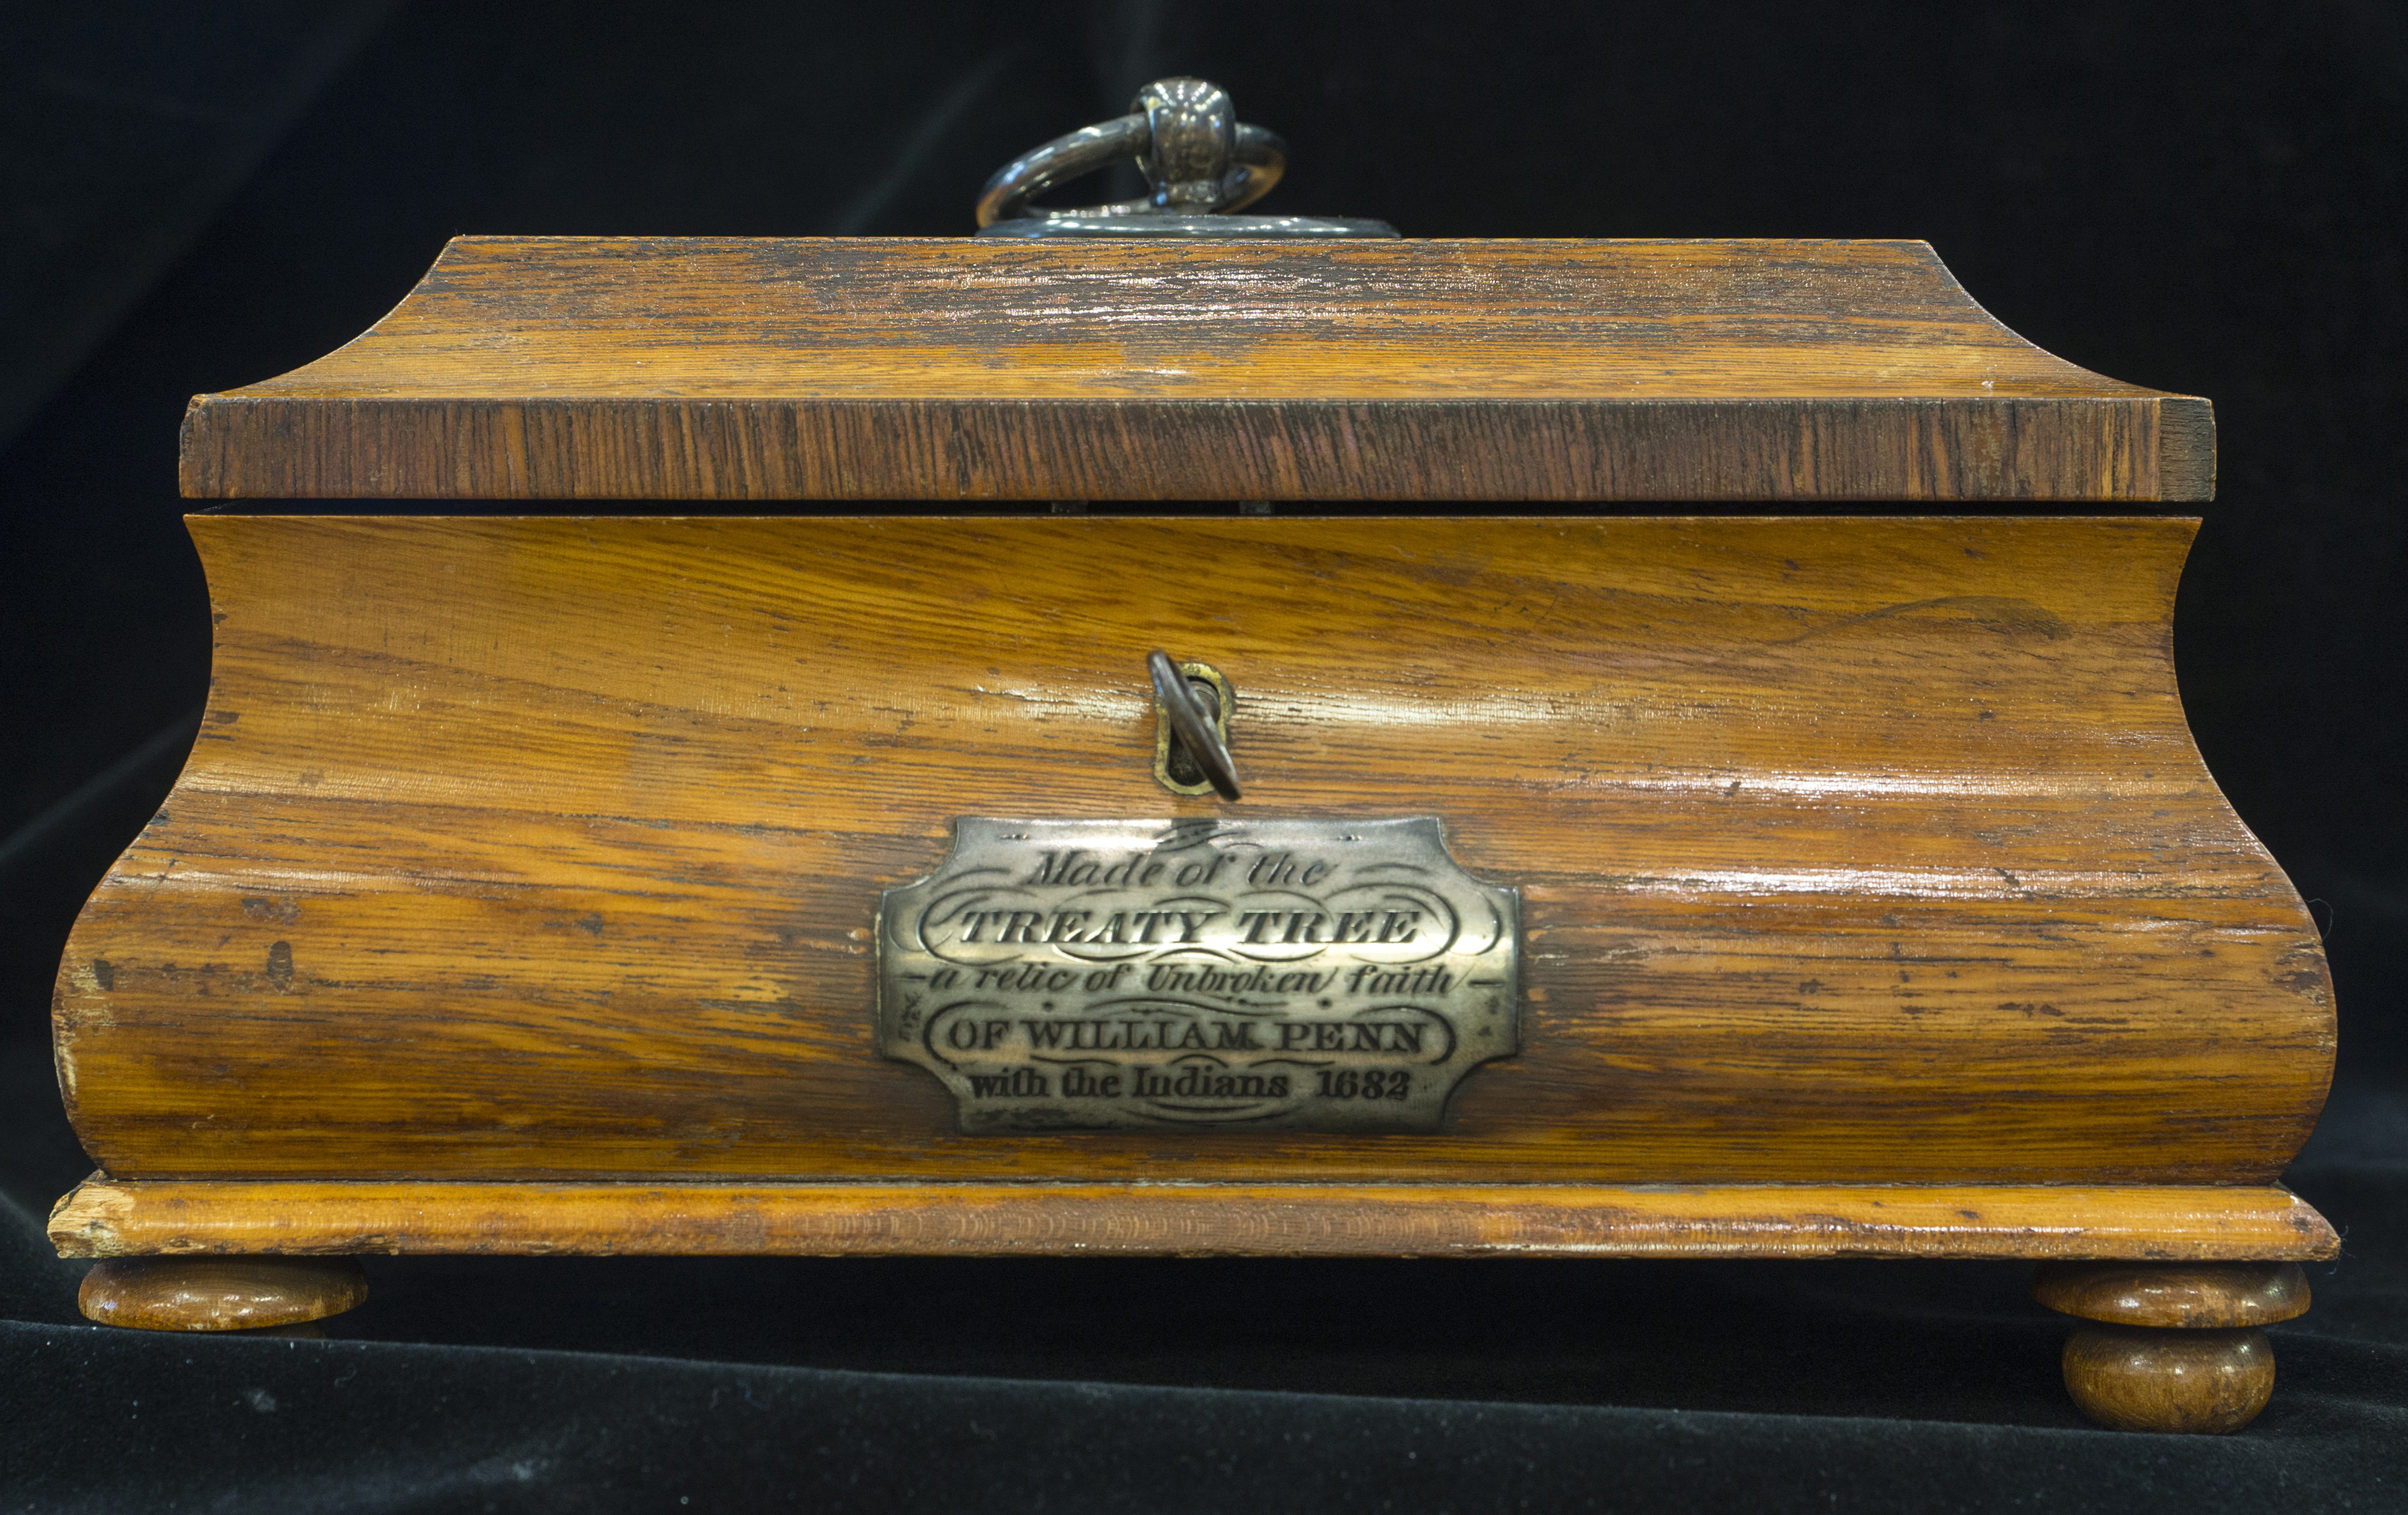 Made of the
TREATY TREE
a relic of Unbroken faith
OF WILLIAM PENN
with the Indians 1682